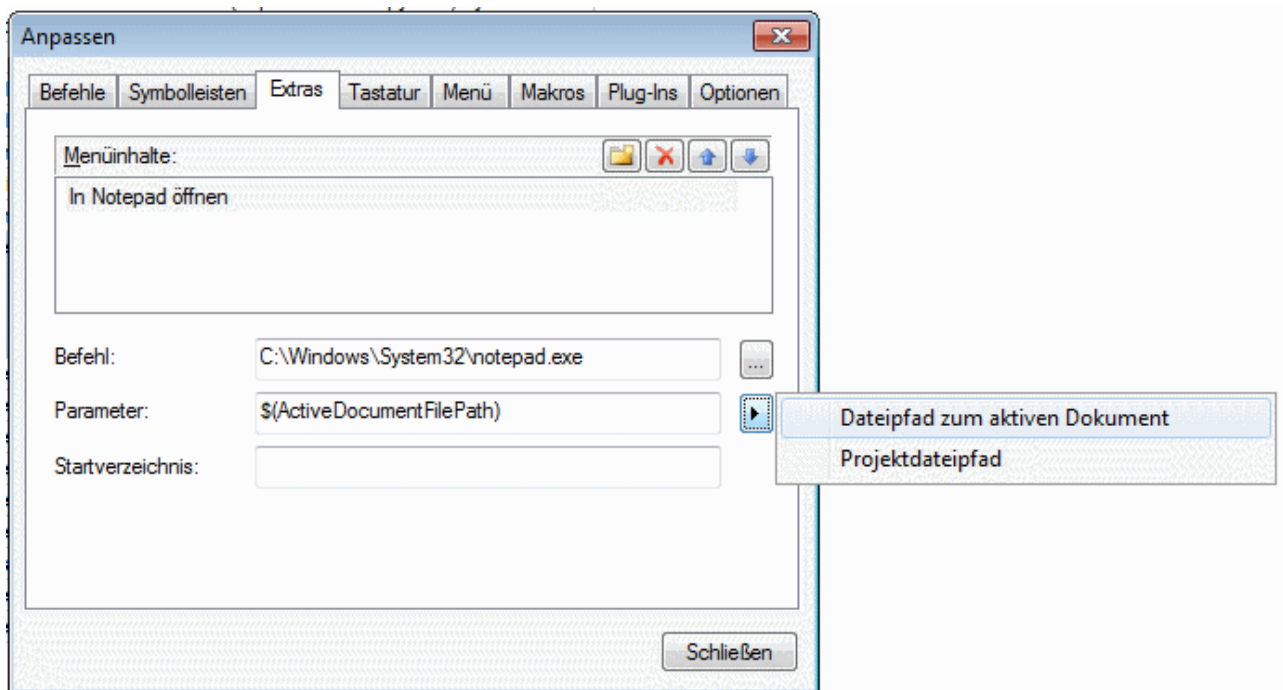 Anpassen
Befehle Symbolleisten Extras Tastatur Menü Makros Plug-Ins Optionen
Menüinhalte:
In Notepad öffnen
Befehl: C:\Windows\System32\notepad.exe ...
Parameter: $(ActiveDocumentFilePath)
Dateipfad zum aktiven Dokument
Projektdateipfad
Startverzeichnis:
Schließen